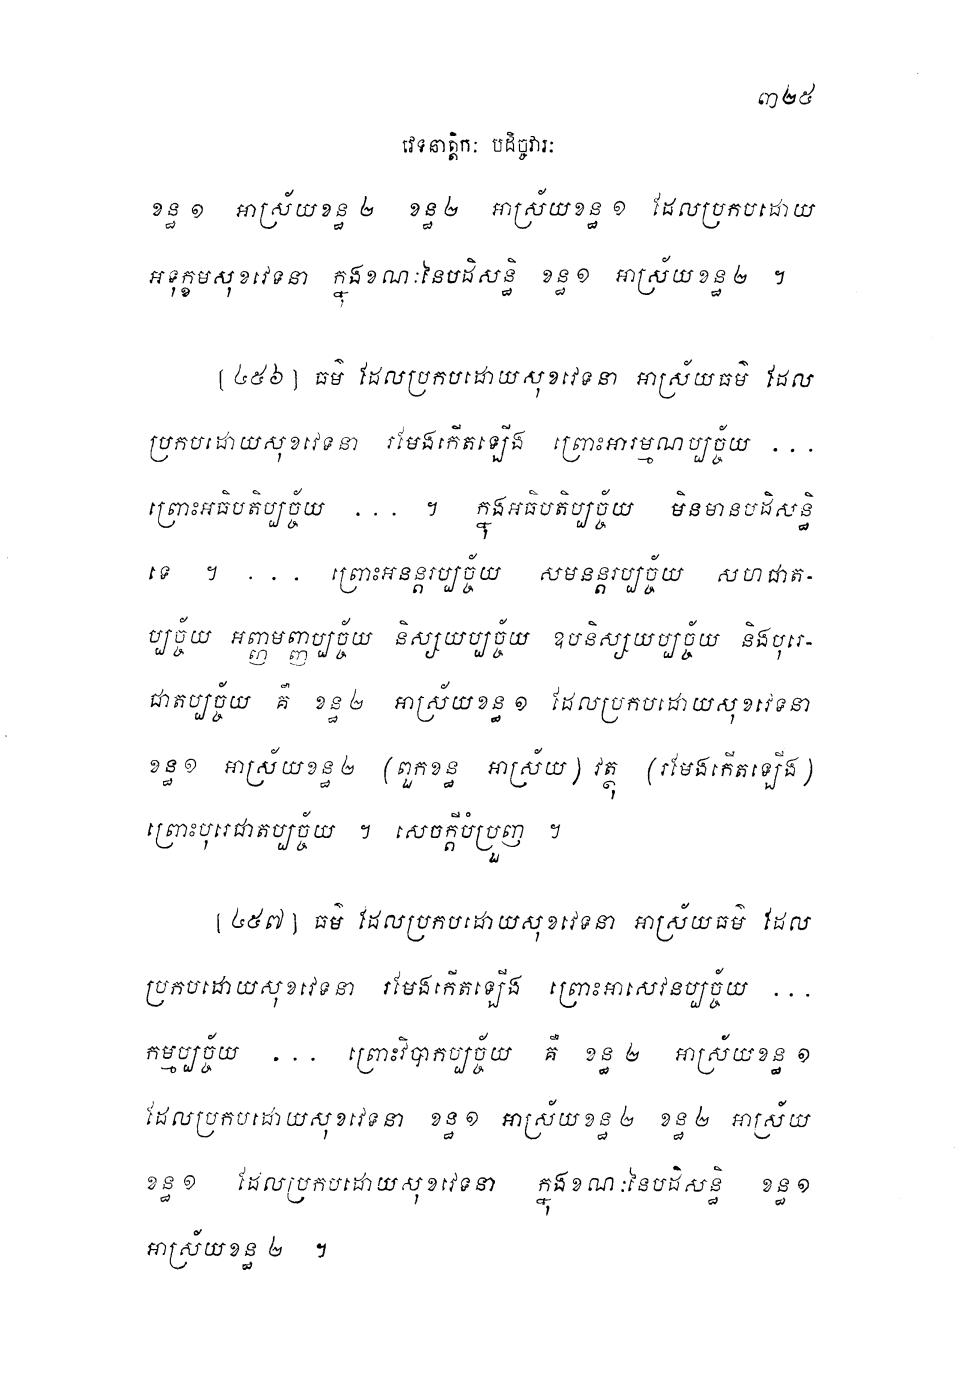 ៣២៥
វេទនាត្តិកៈ បដិច្ចវារៈ
ខន្ធ ១ អាស្រ័យខន្ធ ២ ខន្ធ ២ អាស្រ័យខន្ធ ១ ដែលប្រកបដោយ
អទុក្ខមសុខវេទនា ក្នុងខណៈនៃបដិសន្ធិ ខន្ធ ១ អាស្រ័យខន្ធ ២ ។
[៤៥៦] ធម៌ ដែលប្រកបដោយសុខវេទនា អាស្រ័យធម៌ ដែល
ប្រកបដោយសុខវេទនា រមែងកើតឡើង ព្រោះអារម្មណប្បច្ច័យ ...
ព្រោះអធិបតិប្បច្ច័យ ... ។ ក្នុងអធិបតិប្បច្ច័យ មិនមានបដិសន្ធិ
ទេ ។ ... ព្រោះអនន្តរប្បច្ច័យ សមនន្តរប្បច្ច័យ សហជាត-
ប្បច្ច័យ អញ្ញមញ្ញប្បច្ច័យ និស្សយប្បច្ច័យ ឧបនិស្សយប្បច្ច័យ និងបុរេ-
ជាតប្បច្ច័យ គឺ ខន្ធ ២ អាស្រ័យខន្ធ ១ ដែលប្រកបដោយសុខវេទនា
ខន្ធ ១ អាស្រ័យខន្ធ ២ (ពួកខន្ធ អាស្រ័យ) វត្ថុ (រមែងកើតឡើង)
ព្រោះបុរេជាតប្បច្ច័យ ។ សេចក្តីបំប្រួញ ។
[៤៥៧] ធម៌ ដែលប្រកបដោយសុខវេទនា អាស្រ័យធម៌ ដែល
ប្រកបដោយសុខវេទនា រមែងកើតឡើង ព្រោះអាសេវនប្បច្ច័យ ...
កម្មប្បច្ច័យ ... ព្រោះវិបាកប្បច្ច័យ គឺ ខន្ធ ២ អាស្រ័យខន្ធ ១
ដែលប្រកបដោយសុខវេទនា ខន្ធ ១ អាស្រ័យខន្ធ ២ ខន្ធ ២ អាស្រ័យ
ខន្ធ ១ ដែលប្រកបដោយសុខវេទនា ក្នុងខណៈនៃបដិសន្ធិ ខន្ធ ១
អាស្រ័យខន្ធ ២ ។